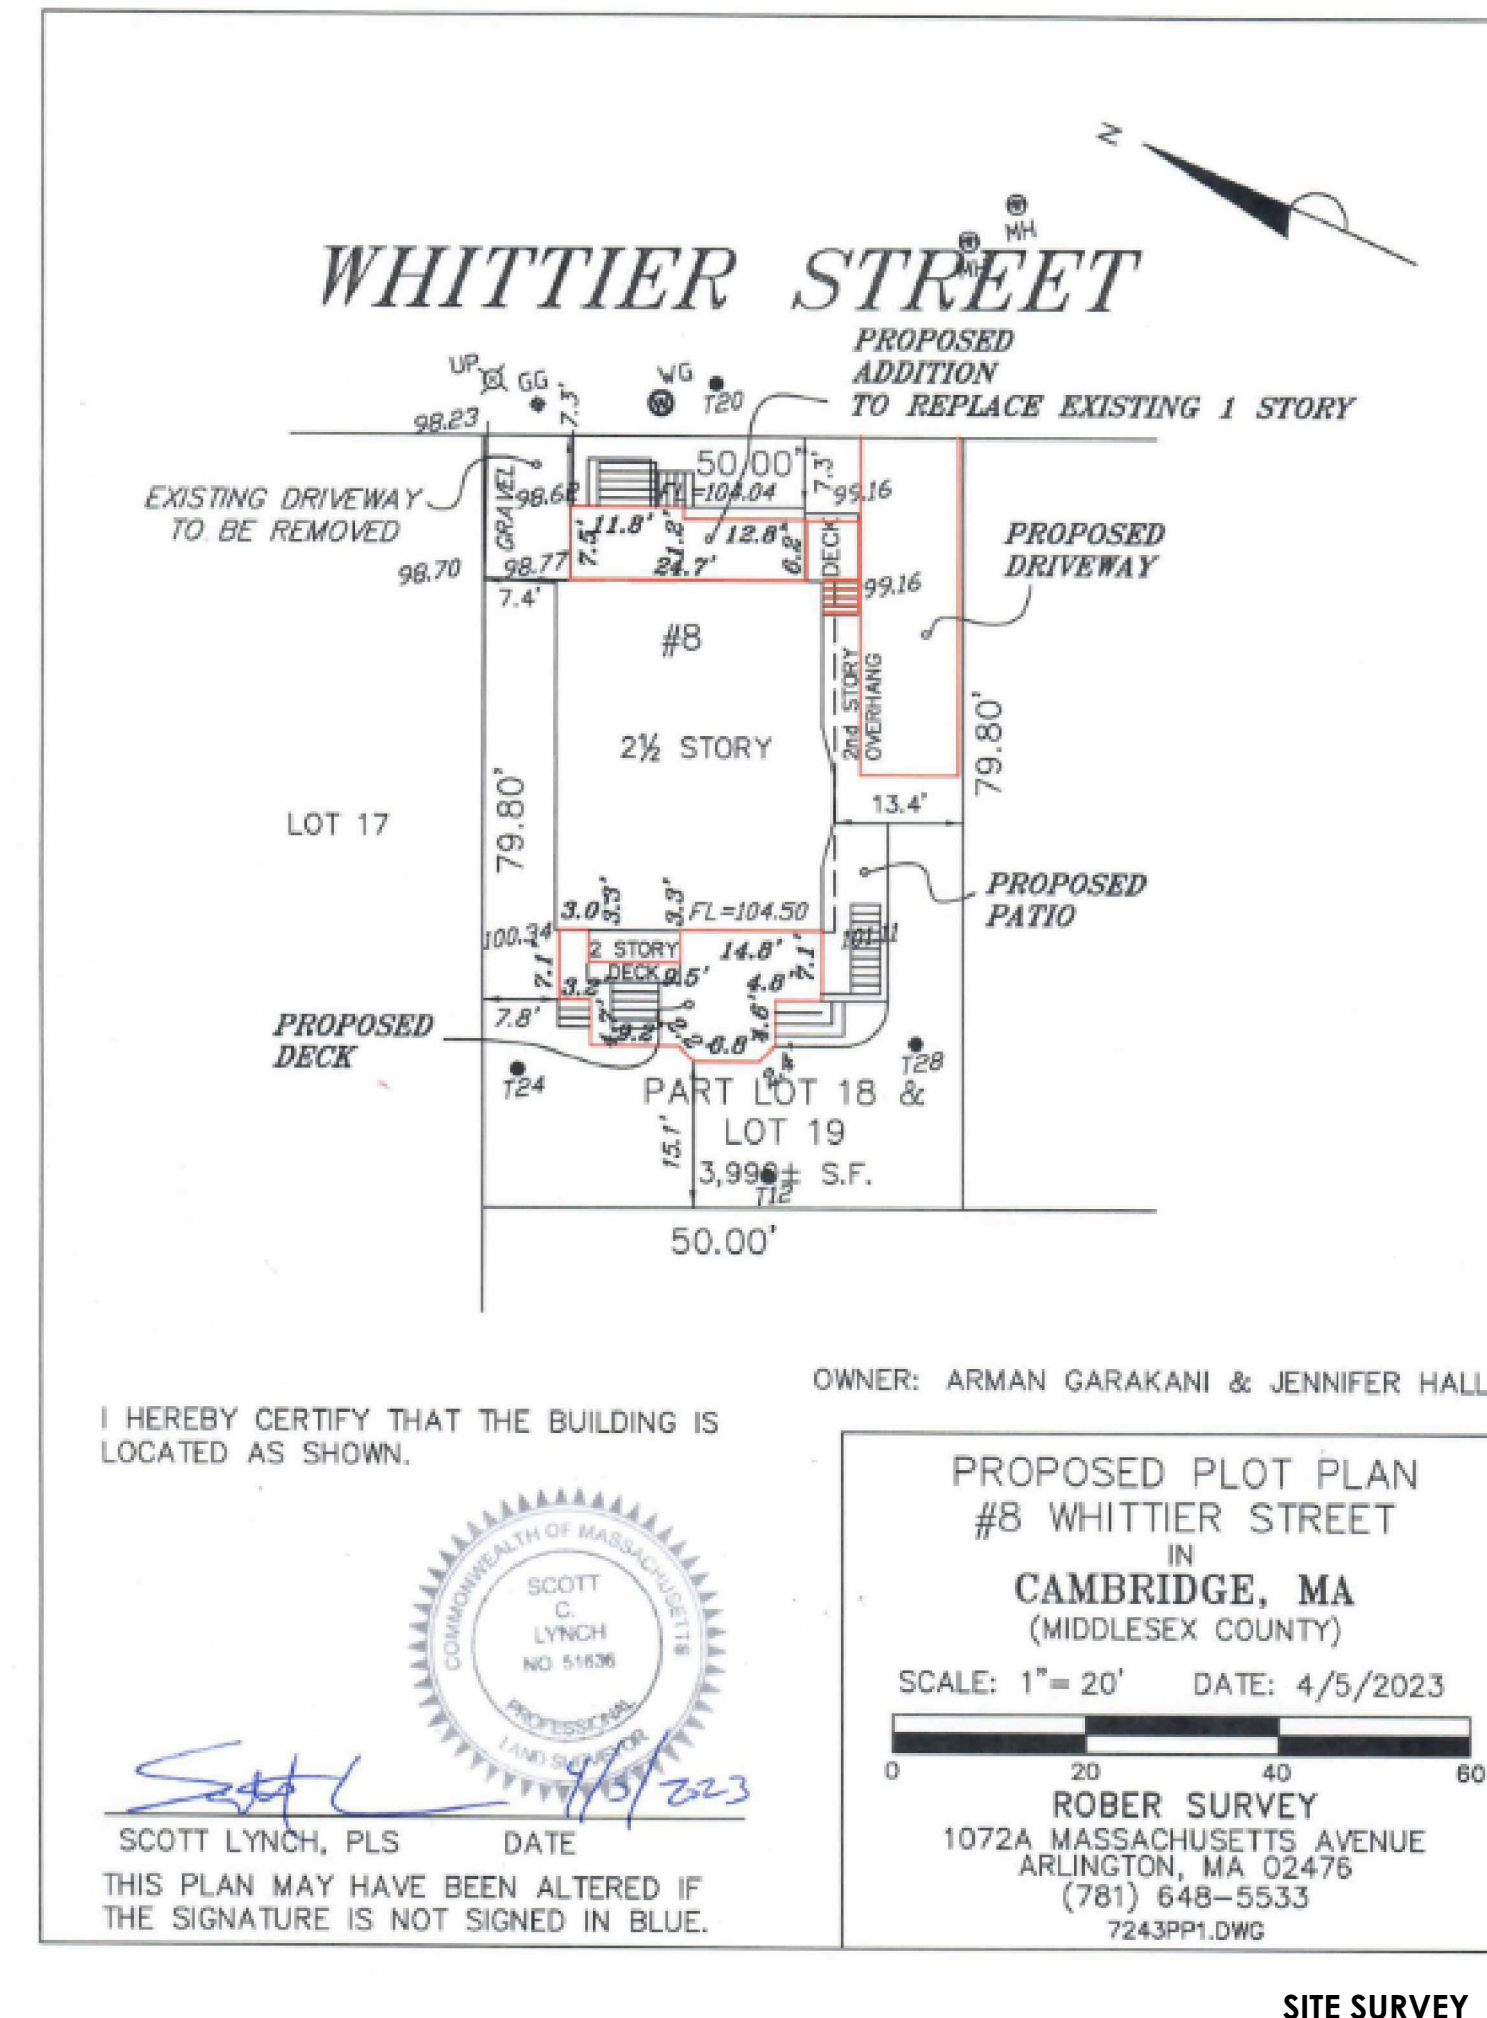 N
MH
MH
WHITTIER STREET
PROPOSED
ADDITION
TO REPLACE EXISTING 1 STORY
UP
GG
WG
T20
98.23
7.3'
50.00'
7.3'
EXISTING DRIVEWAY
TO BE REMOVED
GRAVEL
98.62
FL=104.04
99.16
11.8'
7.5'
1.2'
12.8'
6.2'
DECK
PROPOSED
DRIVEWAY
98.70
98.77
24.7'
99.16
7.4'
#8
2nd STORY
OVERHANG
2½ STORY
79.80'
79.80'
LOT 17
13.4'
PROPOSED
PATIO
3.0
3.3'
3.3'
FL=104.50
100.34
2 STORY
14.8'
101.11
7.1'
DECK
9.5'
7.1'
4.8'
7.8'
4.7'
9.2'
6.8'
4.6'
PROPOSED
DECK
T24
T28
PART LOT 18 &
LOT 19
15.1'
3,990± S.F.
T12
50.00'
OWNER: ARMAN GARAKANI & JENNIFER HALL
I HEREBY CERTIFY THAT THE BUILDING IS
LOCATED AS SHOWN.
COMMONWEALTH OF MASSACHUSETTS
SCOTT
C.
LYNCH
NO 51636
PROFESSIONAL
LAND SURVEYOR
4/5/2023
SCOTT LYNCH, PLS DATE
THIS PLAN MAY HAVE BEEN ALTERED IF
THE SIGNATURE IS NOT SIGNED IN BLUE.
PROPOSED PLOT PLAN
#8 WHITTIER STREET
IN
CAMBRIDGE, MA
(MIDDLESEX COUNTY)
SCALE: 1"= 20' DATE: 4/5/2023
0 20 40 60
ROBER SURVEY
1072A MASSACHUSETTS AVENUE
ARLINGTON, MA 02476
(781) 648-5533
7243PP1.DWG
SITE SURVEY